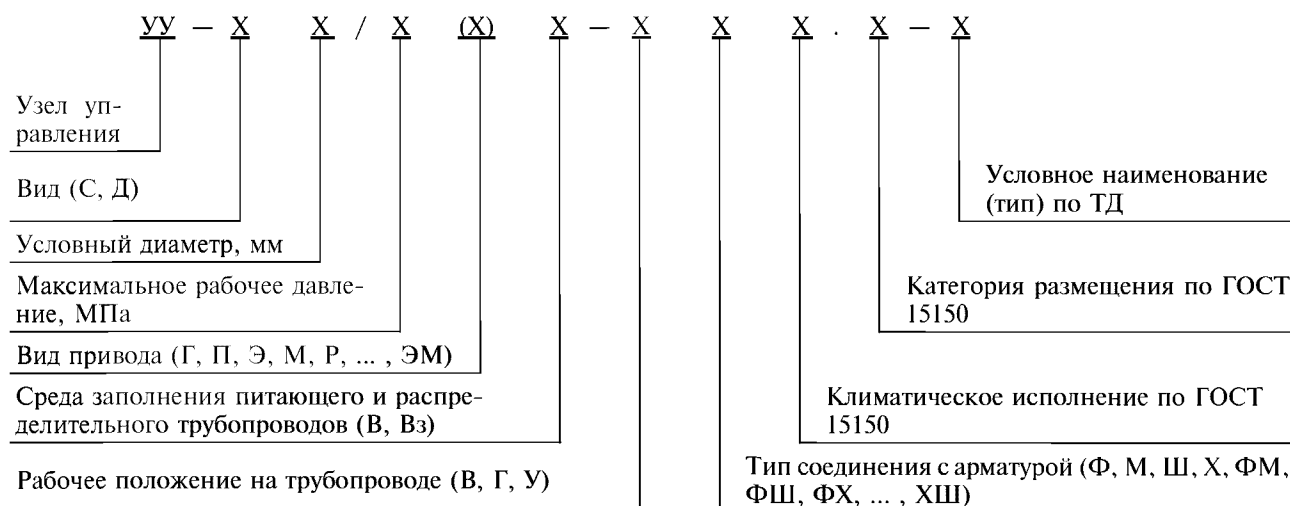 УУ – Х Х / Х (Х) Х – Х Х Х . Х – Х
Узел уп-
равления
Вид (С, Д)
Условный диаметр, мм
Максимальное рабочее давле-
ние, МПа
Вид привода (Г, П, Э, М, Р, ... , ЭМ)
Среда заполнения питающего и распре-
делительного трубопроводов (В, Вз)
Рабочее положение на трубопроводе (В, Г, У)
Условное наименование
(тип) по ТД
Категория размещения по ГОСТ
15150
Климатическое исполнение по ГОСТ
15150
Тип соединения с арматурой (Ф, М, Ш, Х, ФМ,
ФШ, ФХ, ... , ХШ)